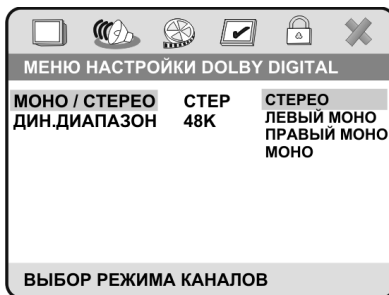 МЕНЮ НАСТРОЙКИ DOLBY DIGITAL
МОНО / СТЕРЕО СТЕР СТЕРЕО
ДИН.ДИАПАЗОН 48K ЛЕВЫЙ МОНО
ПРАВЫЙ МОНО
МОНО
ВЫБОР РЕЖИМА КАНАЛОВ